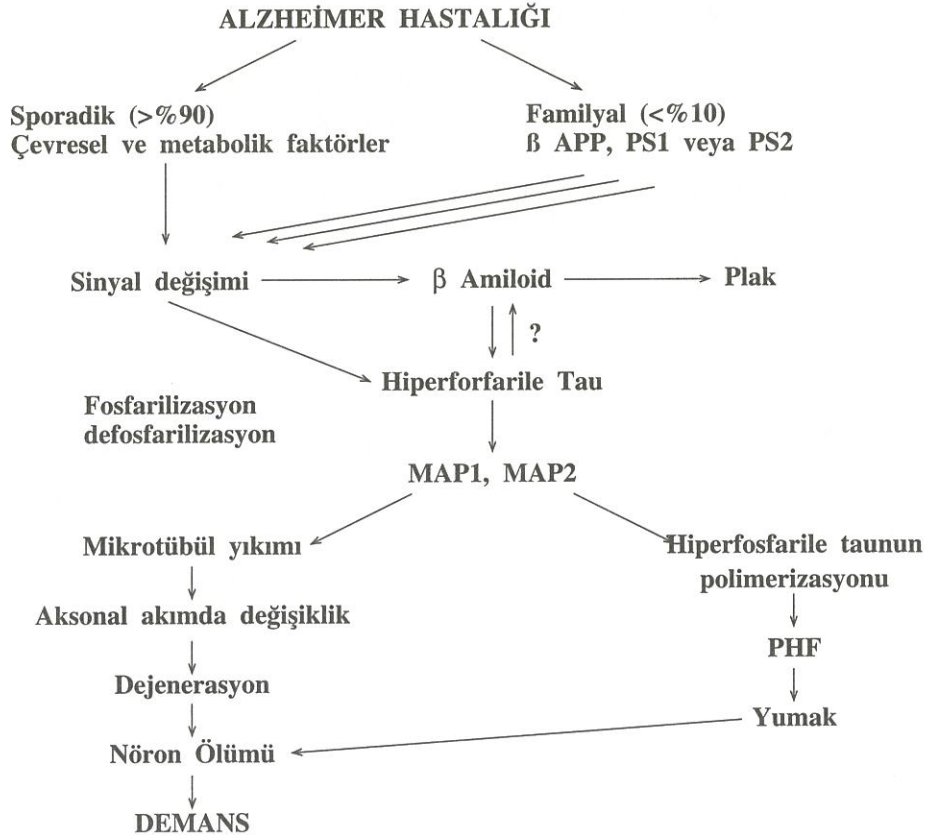 ALZHEİMER HASTALIĞI
Sporadik (>%90)
Çevresel ve metabolik faktörler
Familyal (<%10)
ß APP, PS1 veya PS2
Sinyal değişimi
β Amiloid
Plak
?
Hiperforfarile Tau
Fosfarilizasyon
defosfarilizasyon
MAP1, MAP2
Mikrotübül yıkımı
Hiperfosfarile taunun
polimerizasyonu
Aksonal akımda değişiklik
PHF
Dejenerasyon
Yumak
Nöron Ölümü
DEMANS